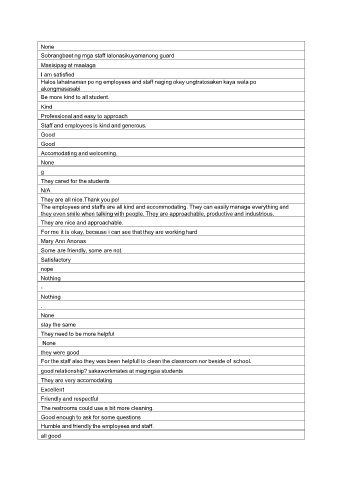 None
Sobrangbaet ng mga staff lalonasikuyamanong guard
Masisipag at maalaga
I am satisfied
Halos lahatnaman po ng employees and staff naging okey ungtratosaken kaya wala po
akongmasasabi
Be more kind to all student.
Kind
Professional and easy to approach
Staff and employees is kind and generous.
Good
Good
Accomodating and welcoming.
None
g
They cared for the students
N/A
They are all nice.Thank you po!
The employees and staffs are all kind and accommodating. They can easily manage everything and
they even smile when talking with people. They are approachable, productive and industrious.
They are nice and approachable.
For me it is okay, because i can see that they are working hard
Mary Ann Anonas
Some are friendly, some are not.
Satisfactory
nope
Nothing
-
Nothing
.
None
stay the same
They need to be more helpful
None
they were good
For the staff also they was been helpfull to clean the classroom nor beside of school.
good relationship? sakaworkmates at magingsa students
They are very accomodating
Excellent
Friendly and respectful
The restrooms could use a bit more cleaning.
Good enough to ask for some questions
Humble and friendly the employees and staff
all good